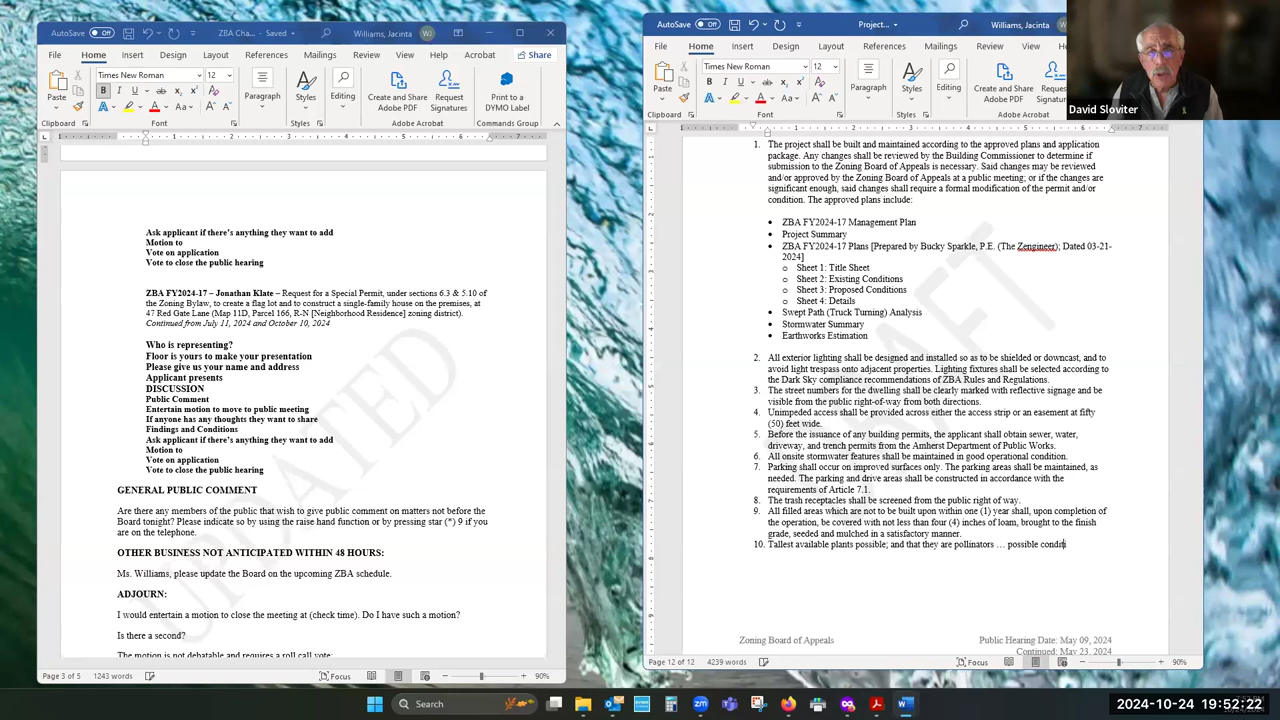 AutoSave Off ZBA Cha... - Saved Williams, Jacinta WJ
File Home Insert Design Layout References Mailings Review View Help Acrobat Share
Times New Roman 12
Paste Paragraph Styles Editing Create and Share Adobe PDF Request Signatures Print to a DYMO Label
Clipboard Font Styles Adobe Acrobat Commands Group
Ask applicant if there's anything they want to add
Motion to
Vote on application
Vote to close the public hearing
FY2024-17 – Jonathan Klate – Request for a Special Permit, under sections 6.3 & 5.10
of the Zoning Bylaw, to create a flag lot and to construct a single-family house on the premises, at
47 Red Gate Lane (Map 11D, Parcel 166, R-N [Neighborhood Residence] zoning district).
Continued from July 11, 2024 and October 10, 2024
Who is representing?
Floor is yours to make your presentation
Please give us your name and address
Applicant presents
DISCUSSION
Public Comment
Entertain motion to move to public meeting
If anyone has any thoughts they want to share
Findings and Conditions
Ask applicant if there's anything they want to add
Motion to
Vote on application
Vote to close the public hearing
GENERAL PUBLIC COMMENT
Are there any members of the public that wish to give public comment on matters not before the
Board tonight? Please indicate so by using the raise hand function or by pressing star (*) 9 if you
are on the telephone.
OTHER BUSINESS NOT ANTICIPATED WITHIN 48 HOURS:
Ms. Williams, please update the Board on the upcoming ZBA schedule.
ADJOURN:
I would entertain a motion to close the meeting at (check time). Do I have such a motion?
Is there a second?
The motion is not debatable and requires a roll call vote:
UPDATED
Page 3 of 5 1243 words Focus 90%
AutoSave Off Project... Williams, Jacinta
File Home Insert Design Layout References Mailings Review View Help Acrobat
Times New Roman 12
Paste Paragraph Styles Editing Create and Share Adobe PDF Request Signatures Print to a DYMO Label
Clipboard Font Styles Adobe Acrobat Commands Group
David Sloviter
1. The project shall be built and maintained according to the approved plans and application
package. Any changes shall be reviewed by the Building Commissioner to determine if
submission to the Zoning Board of Appeals is necessary. Said changes may be reviewed
and/or approved by the Zoning Board of Appeals at a public meeting; or if the changes are
significant enough, said changes shall require a formal modification of the permit and/or
condition. The approved plans include:
• ZBA FY2024-17 Management Plan
• Project Summary
• ZBA FY2024-17 Plans [Prepared by Bucky Sparkle, P.E. (The Zengineer); Dated 03-21-
2024]
o Sheet 1: Title Sheet
o Sheet 2: Existing Conditions
o Sheet 3: Proposed Conditions
o Sheet 4: Details
• Swept Path (Truck Turning) Analysis
• Stormwater Summary
• Earthworks Estimation
2. All exterior lighting shall be designed and installed so as to be shielded or downcast, and to
avoid light trespass onto adjacent properties. Lighting fixtures shall be selected according to
the Dark Sky compliance recommendations of ZBA Rules and Regulations.
3. The street numbers for the dwelling shall be clearly marked with reflective signage and be
visible from the public right-of-way from both directions.
4. Unimpeded access shall be provided across either the access strip or an easement at fifty
(50) feet wide.
5. Before the issuance of any building permits, the applicant shall obtain sewer, water,
driveway, and trench permits from the Amherst Department of Public Works.
6. All onsite stormwater features shall be maintained in good operational condition.
7. Parking shall occur on improved surfaces only. The parking areas shall be maintained, as
needed. The parking and drive areas shall be constructed in accordance with the
requirements of Article 7.1.
8. The trash receptacles shall be screened from the public right of way.
9. All filled areas which are not to be built upon within one (1) year shall, upon completion of
the operation, be covered with not less than four (4) inches of loam, brought to the finish
grade, seeded and mulched in a satisfactory manner.
10. Tallest available plants possible; and that they are pollinators … possible condit
DRAFT
Zoning Board of Appeals Public Hearing Date: May 09, 2024
Continued: May 23, 2024
Page 12 of 12 4239 words Focus 90%
Search
2024-10-24 19:52:22